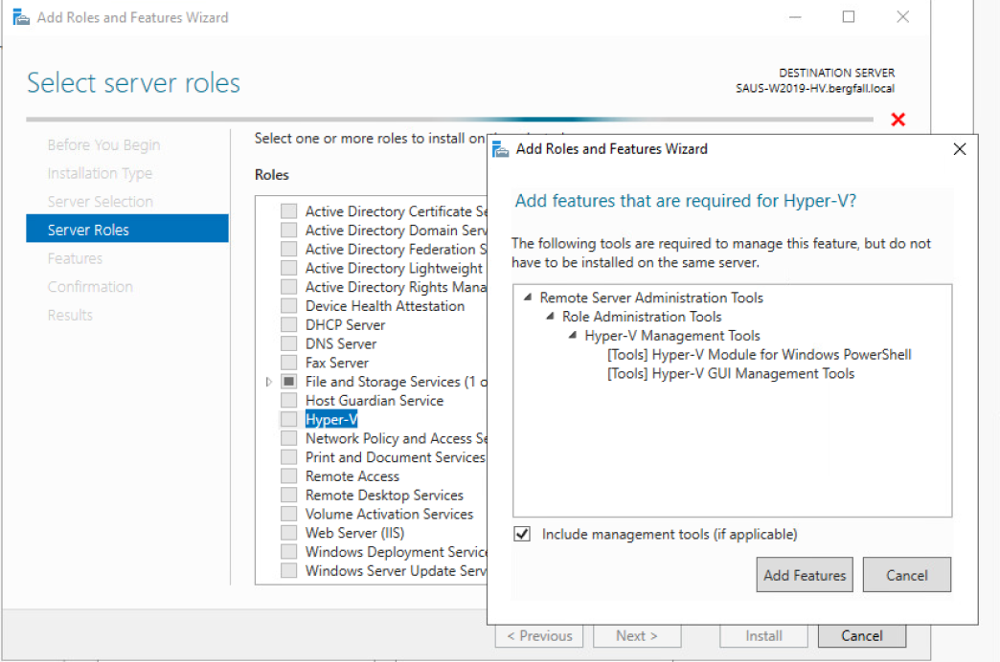 Add Roles and Features Wizard
Select server roles
DESTINATION SERVER
SAUS-W2019-HV.bergfall.local
Before You Begin
Installation Type
Server Selection
Server Roles
Features
Confirmation
Results
Select one or more roles to install on
Roles
Active Directory Certificate Se
Active Directory Domain Serv
Active Directory Federation S
Active Directory Lightweight
Active Directory Rights Mana
Device Health Attestation
DHCP Server
DNS Server
Fax Server
File and Storage Services (1 o
Host Guardian Service
Hyper-V
Network Policy and Access Se
Print and Document Services
Remote Access
Remote Desktop Services
Volume Activation Services
Web Server (IIS)
Windows Deployment Service
Windows Server Update Serv
< Previous
Next >
Install
Cancel
Add Roles and Features Wizard
Add features that are required for Hyper-V?
The following tools are required to manage this feature, but do not
have to be installed on the same server.
Remote Server Administration Tools
Role Administration Tools
Hyper-V Management Tools
[Tools] Hyper-V Module for Windows PowerShell
[Tools] Hyper-V GUI Management Tools
Include management tools (if applicable)
Add Features
Cancel